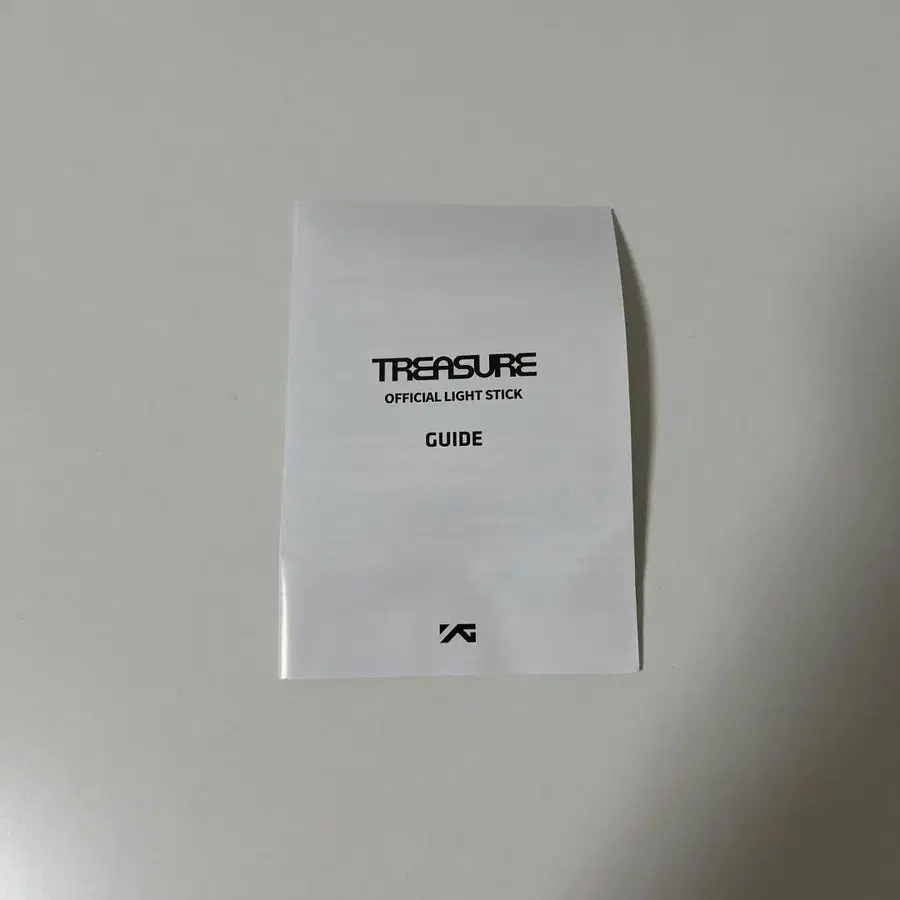 TREASURE
OFFICIAL LIGHT STICK
GUIDE
YG